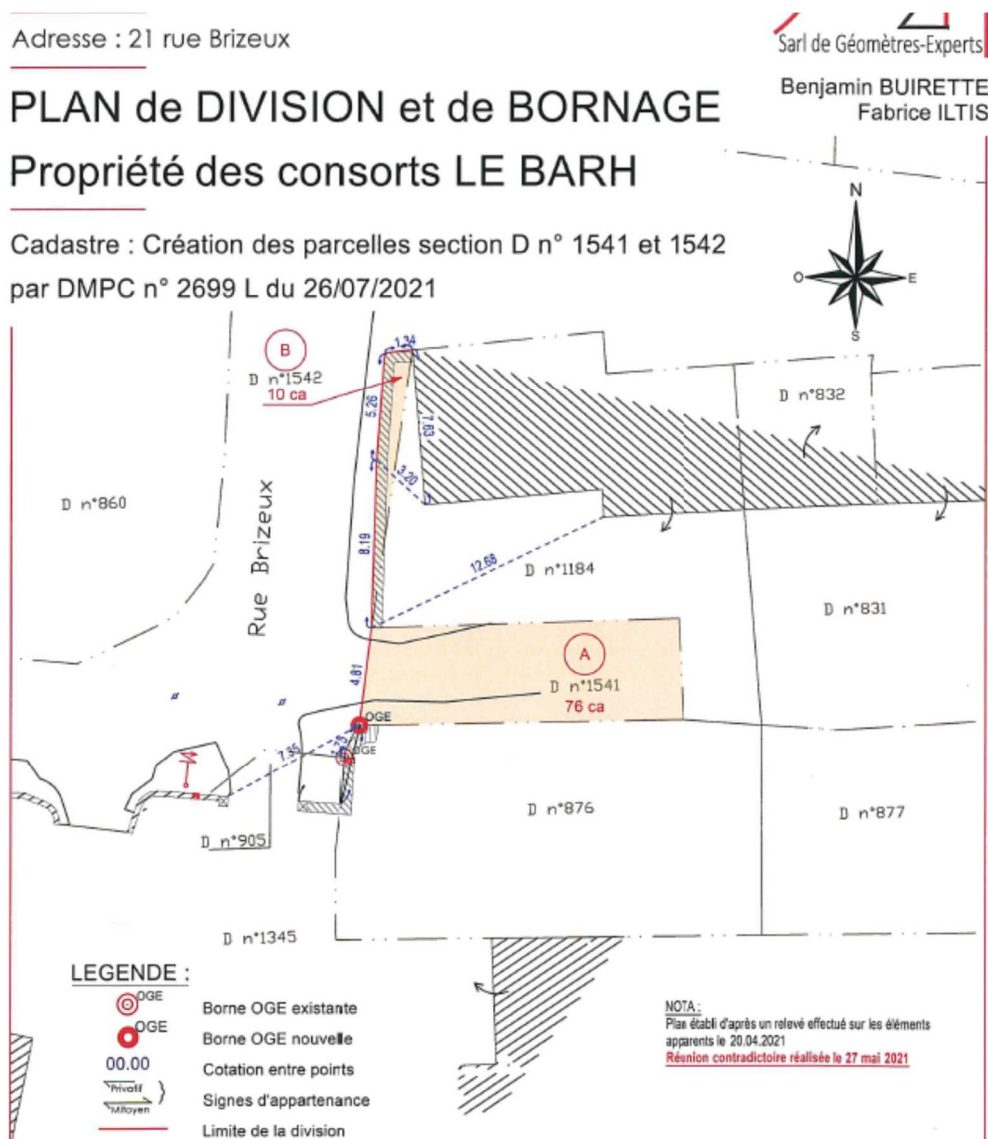 Adresse : 21 rue Brizeux
Sarl de Géomètres-Experts
Benjamin BUIRETTE
Fabrice ILTIS
PLAN de DIVISION et de BORNAGE
Propriété des consorts LE BARH
Cadastre : Création des parcelles section D n° 1541 et 1542
par DMPC n° 2699 L du 26/07/2021
N
O
E
S
B
D n°1542
10 ca
1.34
5.26
7.93
3.20
D n°832
D n°860
Rue Brizeux
8.19
12.68
D n°1184
D n°831
4.81
A
D n°1541
76 ca
OGE
7.35
OGE
D n°876
D n°877
D n°905
D n°1345
LEGENDE :
OGE
Borne OGE existante
OGE
Borne OGE nouvelle
00.00
Cotation entre points
Privatif
Mitoyen
Signes d'appartenance
Limite de la division
NOTA :
Plan établi d'après un relevé effectué sur les éléments
apparents le 20.04.2021
Réunion contradictoire réalisée le 27 mai 2021